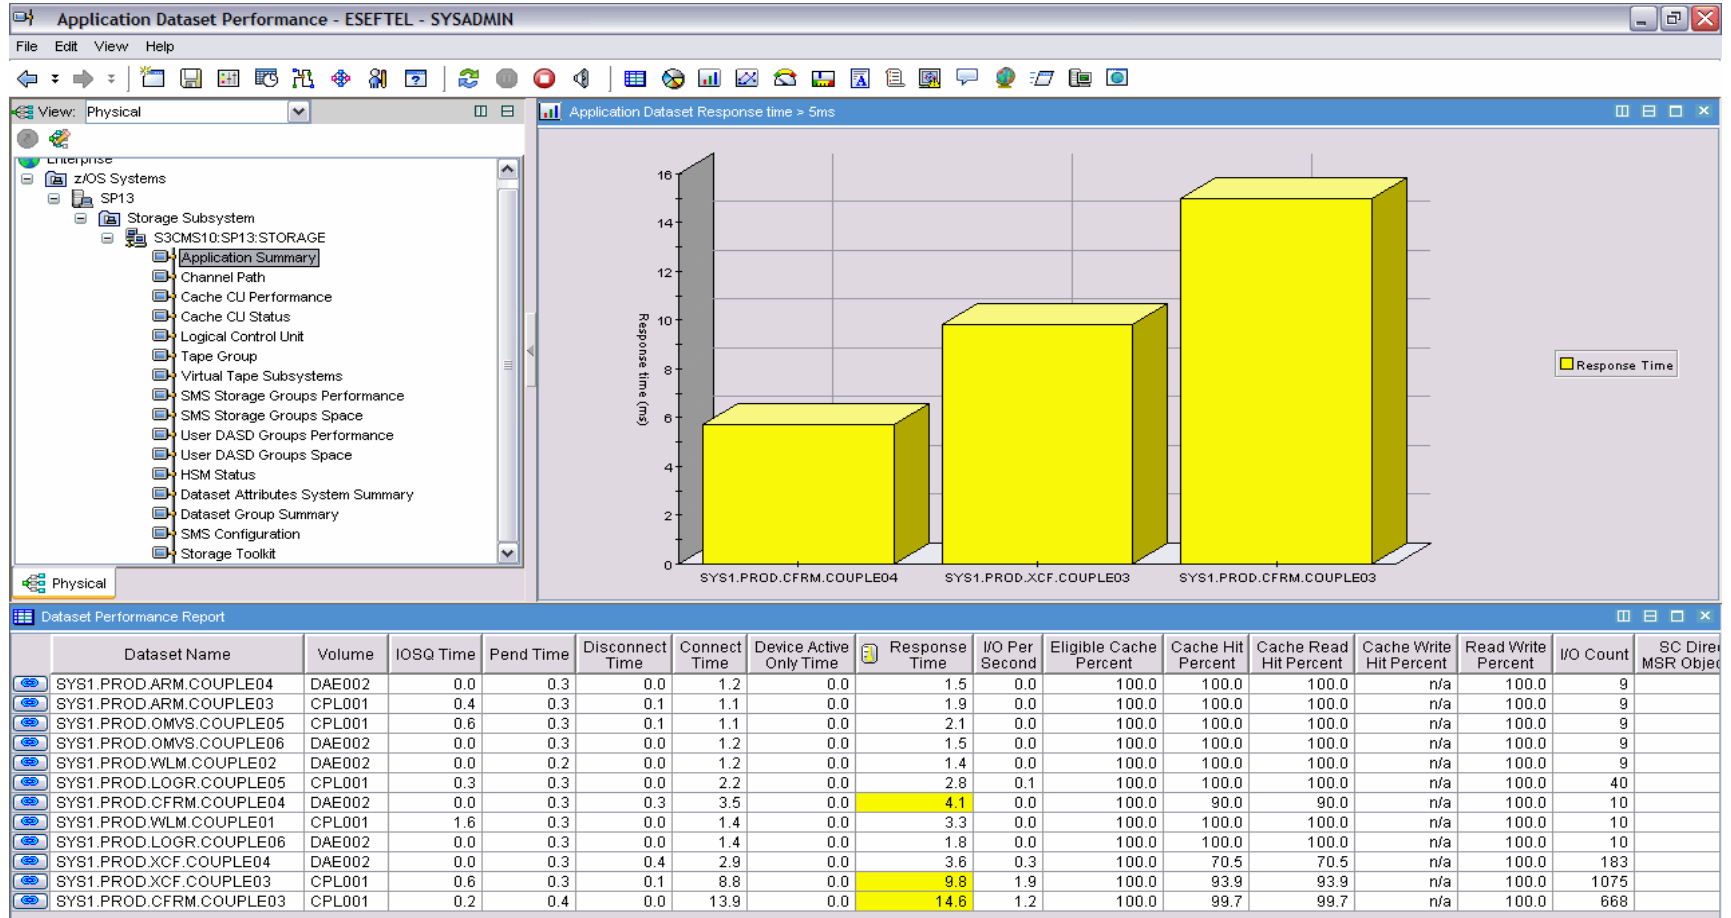 Application Dataset Performance - ESEFTEL - SYSADMIN
File Edit View Help
View: Physical
Enterprise
z/OS Systems
SP13
Storage Subsystem
S3CMS10:SP13:STORAGE
Application Summary
Channel Path
Cache CU Performance
Cache CU Status
Logical Control Unit
Tape Group
Virtual Tape Subsystems
SMS Storage Groups Performance
SMS Storage Groups Space
User DASD Groups Performance
User DASD Groups Space
HSM Status
Dataset Attributes System Summary
Dataset Group Summary
SMS Configuration
Storage Toolkit
Physical
Application Dataset Response time > 5ms
16
14
12
10
8
6
4
2
0
Response time (ms)
SYS1.PROD.CFRM.COUPLE04 SYS1.PROD.XCF.COUPLE03 SYS1.PROD.CFRM.COUPLE03
Response Time
Dataset Performance Report
Dataset Name Volume IOSQ Time Pend Time Disconnect Time Connect Time Device Active Only Time Response Time I/O Per Second Eligible Cache Percent Cache Hit Percent Cache Read Hit Percent Cache Write Hit Percent Read Write Percent I/O Count SC Dire MSR Objec
SYS1.PROD.ARM.COUPLE04 DAE002 0.0 0.3 0.0 1.2 0.0 1.5 0.0 100.0 100.0 100.0 n/a 100.0 9
SYS1.PROD.ARM.COUPLE03 CPL001 0.4 0.3 0.1 1.1 0.0 1.9 0.0 100.0 100.0 100.0 n/a 100.0 9
SYS1.PROD.OMVS.COUPLE05 CPL001 0.6 0.3 0.1 1.1 0.0 2.1 0.0 100.0 100.0 100.0 n/a 100.0 9
SYS1.PROD.OMVS.COUPLE06 DAE002 0.0 0.3 0.0 1.2 0.0 1.5 0.0 100.0 100.0 100.0 n/a 100.0 9
SYS1.PROD.WLM.COUPLE02 DAE002 0.0 0.2 0.0 1.2 0.0 1.4 0.0 100.0 100.0 100.0 n/a 100.0 9
SYS1.PROD.LOGR.COUPLE05 CPL001 0.3 0.3 0.0 2.2 0.0 2.8 0.1 100.0 100.0 100.0 n/a 100.0 40
SYS1.PROD.CFRM.COUPLE04 DAE002 0.0 0.3 0.3 3.5 0.0 4.1 0.0 100.0 90.0 90.0 n/a 100.0 10
SYS1.PROD.WLM.COUPLE01 CPL001 1.6 0.3 0.0 1.4 0.0 3.3 0.0 100.0 100.0 100.0 n/a 100.0 10
SYS1.PROD.LOGR.COUPLE06 DAE002 0.0 0.3 0.0 1.4 0.0 1.8 0.0 100.0 100.0 100.0 n/a 100.0 10
SYS1.PROD.XCF.COUPLE04 DAE002 0.0 0.3 0.4 2.9 0.0 3.6 0.3 100.0 70.5 70.5 n/a 100.0 183
SYS1.PROD.XCF.COUPLE03 CPL001 0.6 0.3 0.1 8.8 0.0 9.8 1.9 100.0 93.9 93.9 n/a 100.0 1075
SYS1.PROD.CFRM.COUPLE03 CPL001 0.2 0.4 0.0 13.9 0.0 14.6 1.2 100.0 99.7 99.7 n/a 100.0 668